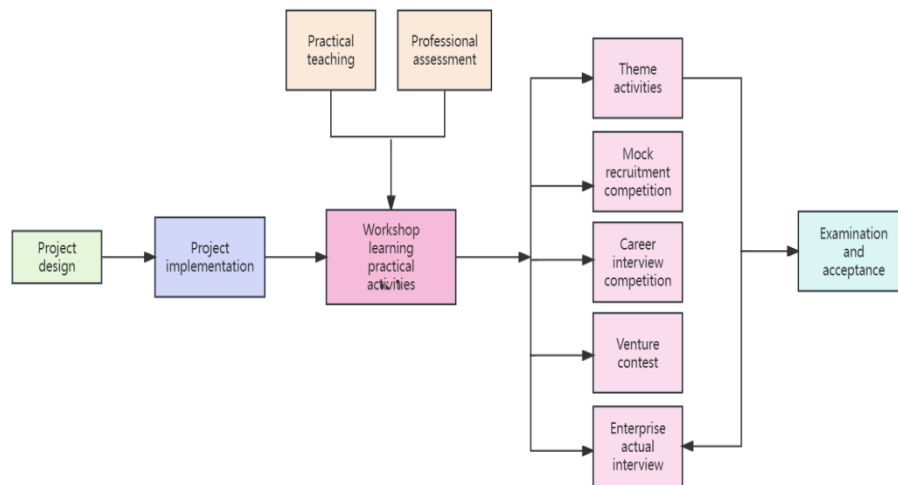 Practical
teaching
Professional
assessment
Theme
activities
Mock
recruitment
competition
Project
design
Project
implementation
Workshop
learning
practical
activities
Career
interview
competition
Examination
and
acceptance
Venture
contest
Enterprise
actual
interview